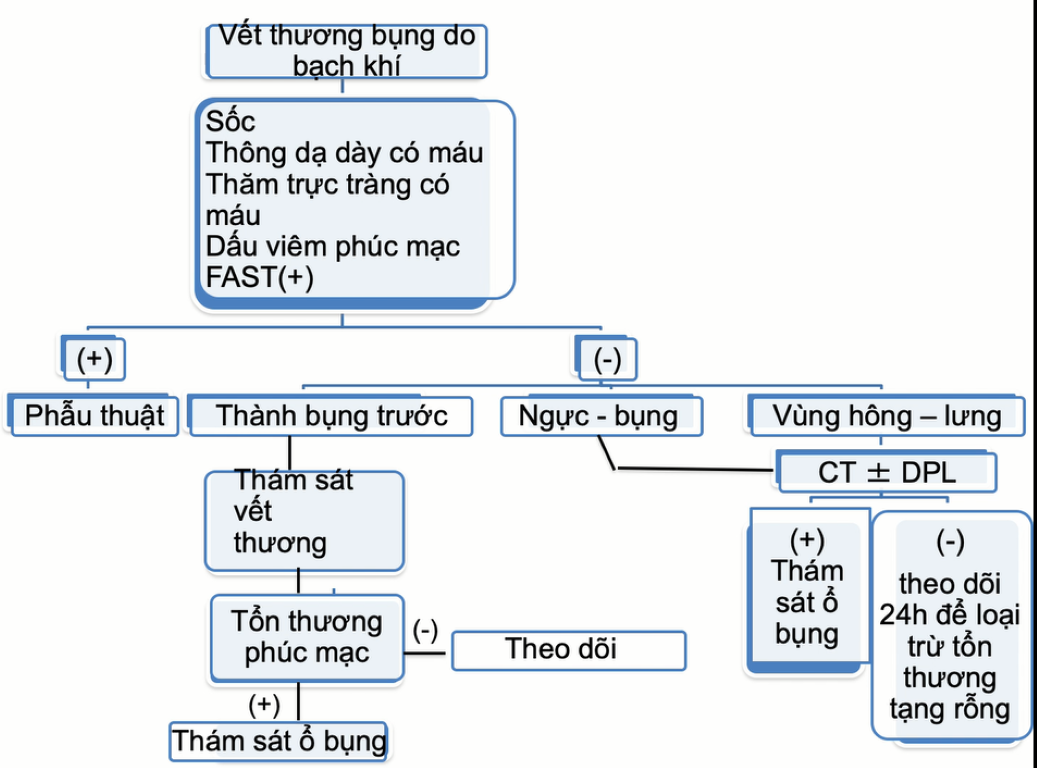 Vết thương bụng do
bạch khí
Sốc
Thông dạ dày có máu
Thăm trực tràng có
máu
Dấu viêm phúc mạc
FAST(+)
(+)
(-)
Phẫu thuật
Thành bụng trước
Ngực - bụng
Vùng hông – lưng
Thám sát
vết
thương
CT ± DPL
(+)
Thám
sát ổ
bụng
(-)
theo dõi
24h để loại
trừ tổn
thương
tạng rỗng
Tổn thương
phúc mạc
(-)
Theo dõi
(+)
Thám sát ổ bụng